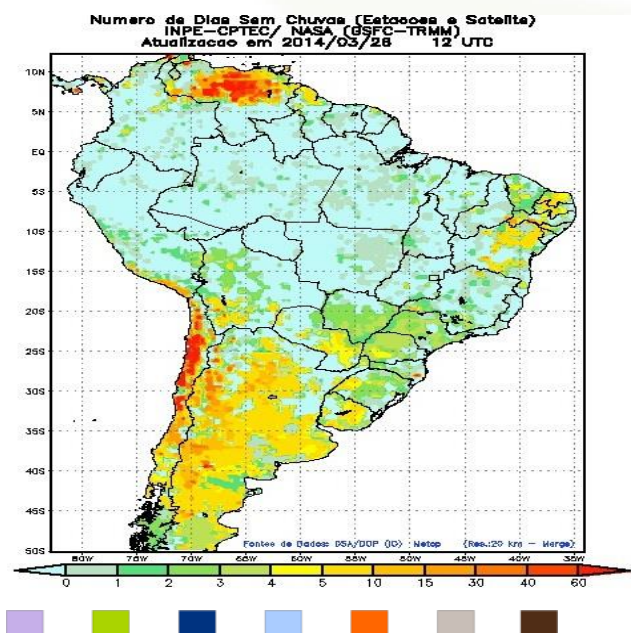 Numero de Dias Sem Chuvas (Estacoes e Satelite)
INPE-CPTEC/ NASA (GSFC-TRMM)
Atualizacao em 2014/03/28 12 UTC
10N
5N
EQ
5S
10S
15S
20S
25S
30S
35S
40S
45S
50S
80W 75W 70W 65W 60W 55W 50W 45W 40W 35W
Fontes de Dados: DSA/DOP (IC) Metop (Res.:20 km - Merge)
0 1 2 3 4 5 10 15 30 40 60